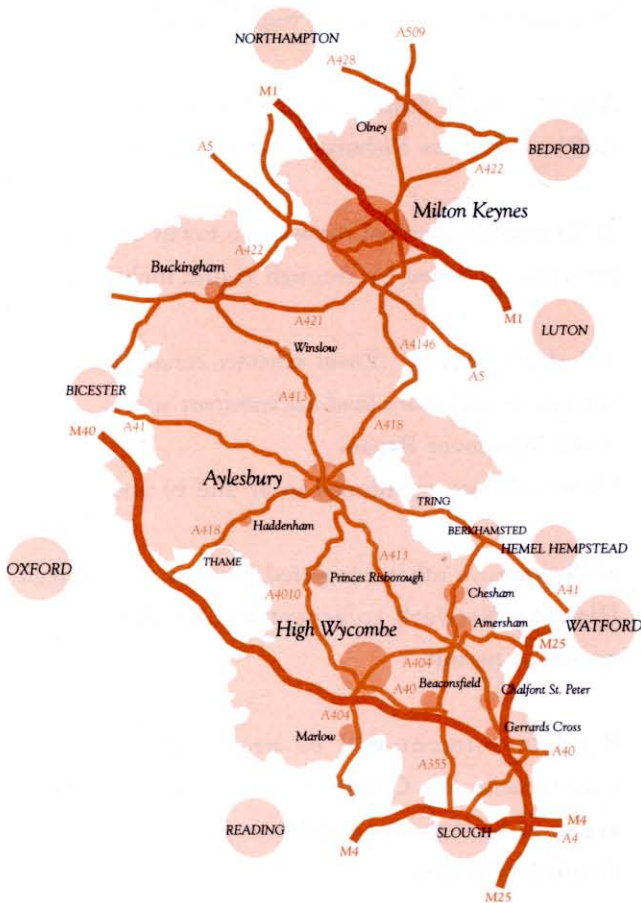 A509
NORTHAMPTON
A428
M1
Olney
A5
BEDFORD
A422
Milton Keynes
A422
Buckingham
M1
A421
LUTON
A4146
Winslow
A5
BICESTER
A413
A41
A418
M40
Aylesbury
TRING
A418
Haddenham
BERKHAMSTED
HEMEL HEMPSTEAD
A413
THAME
OXFORD
Princes Risborough
A41
A4010
Chesham
High Wycombe
Amersham
WATFORD
M25
A404
Beaconsfield
A40
Chalfont St. Peter
A404
Gerrards Cross
Marlow
A40
A355
READING
SLOUGH
M4
A4
M4
M25